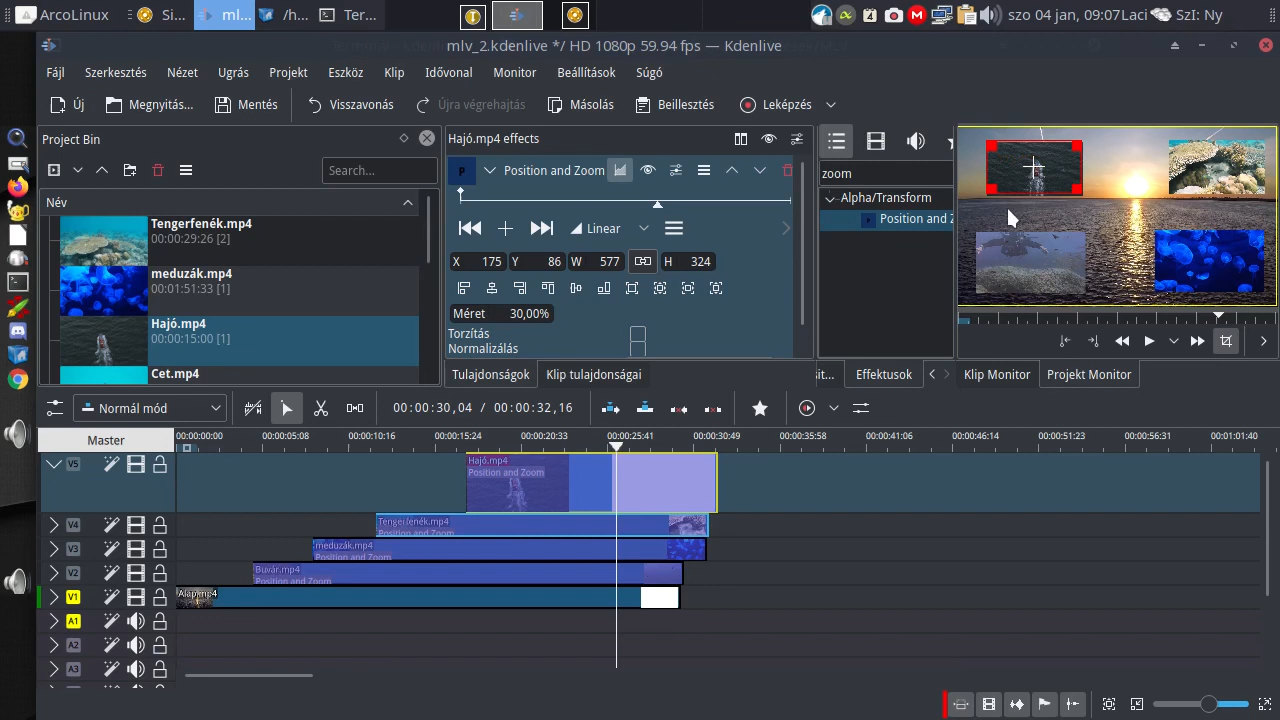 ArcoLinux
Si...
ml...
/h...
Ter...
szo 04 jan, 09:07Laci
SzI: Ny
mlv_2.kdenlive */ HD 1080p 59.94 fps — Kdenlive
Fájl
Szerkesztés
Nézet
Ugrás
Projekt
Eszköz
Klip
Idővonal
Monitor
Beállítások
Súgó
Új
Megnyitás...
Mentés
Visszavonás
Újra végrehajtás
Másolás
Beillesztés
Leképzés
Project Bin
Search...
Név
Tengerfenék.mp4
00:00:29:26 [2]
meduzák.mp4
00:01:51:33 [1]
Hajó.mp4
00:00:15:00 [1]
Cet.mp4
Hajó.mp4 effects
Position and Zoom
Linear
X 175 Y 86 W 577 H 324
Méret 30,00%
Torzítás
Normalizálás
Tulajdonságok
Klip tulajdonságai
zoom
Alpha/Transform
Position and Z
it...
Effektusok
Klip Monitor
Projekt Monitor
Normál mód
00:00:30,04 / 00:00:32,16
Master
00:00:00:00
00:00:05:08
00:00:10:16
00:00:15:24
00:00:20:33
00:00:25:41
00:00:30:49
00:00:35:58
00:00:41:06
00:00:46:14
00:00:51:23
00:00:56:31
00:01:01:40
V5
Hajó.mp4
Position and Zoom
V4
Tengerfenék.mp4
Position and Zoom
V3
meduzák.mp4
Position and Zoom
V2
Buvár.mp4
Position and Zoom
V1
Alap.mp4
A1
A2
A3